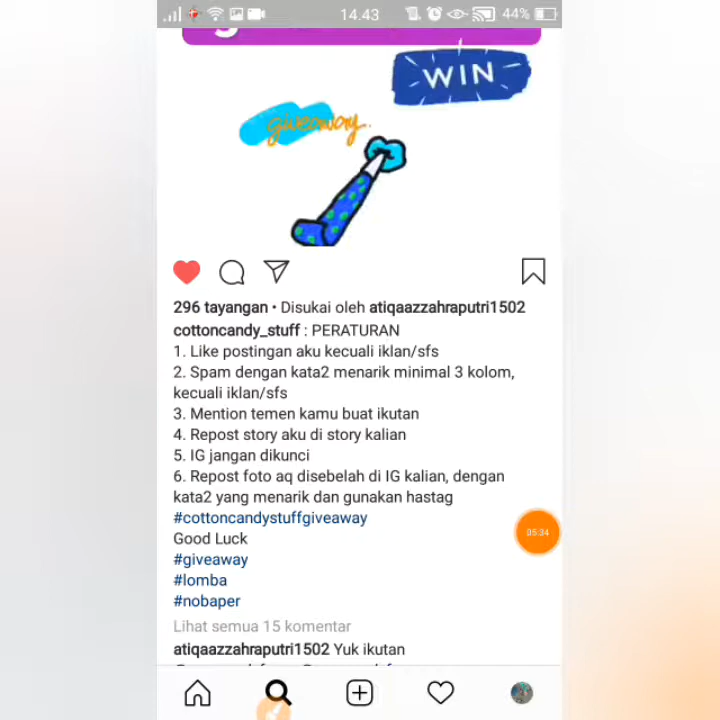 14.43
44%
WIN
giveaway..
296 tayangan • Disukai oleh atiqaazzahraputri1502
cottoncandy_stuff : PERATURAN
1. Like postingan aku kecuali iklan/sfs
2. Spam dengan kata2 menarik minimal 3 kolom,
kecuali iklan/sfs
3. Mention temen kamu buat ikutan
4. Repost story aku di story kalian
5. IG jangan dikunci
6. Repost foto aq disebelah di IG kalian, dengan
kata2 yang menarik dan gunakan hastag
#cottoncandystuffgiveaway
05:34
Good Luck
#giveaway
#lomba
#nobaper
Lihat semua 15 komentar
atiqaazzahraputri1502 Yuk ikutan